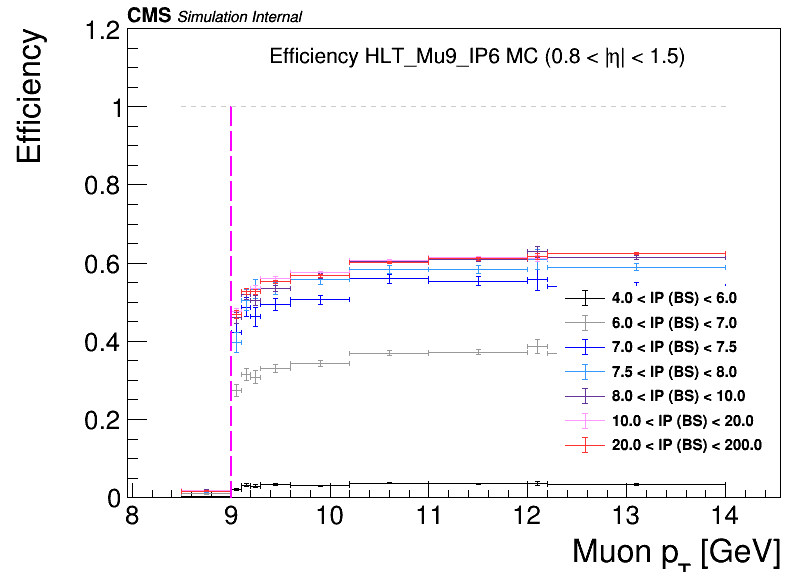 CMS Simulation Internal
Efficiency HLT_Mu9_IP6 MC (0.8 < |η| < 1.5)
Efficiency
1.2
1
0.8
0.6
0.4
0.2
0
4.0 < IP (BS) < 6.0
6.0 < IP (BS) < 7.0
7.0 < IP (BS) < 7.5
7.5 < IP (BS) < 8.0
8.0 < IP (BS) < 10.0
10.0 < IP (BS) < 20.0
20.0 < IP (BS) < 200.0
8 9 10 11 12 13 14
Muon p_T [GeV]